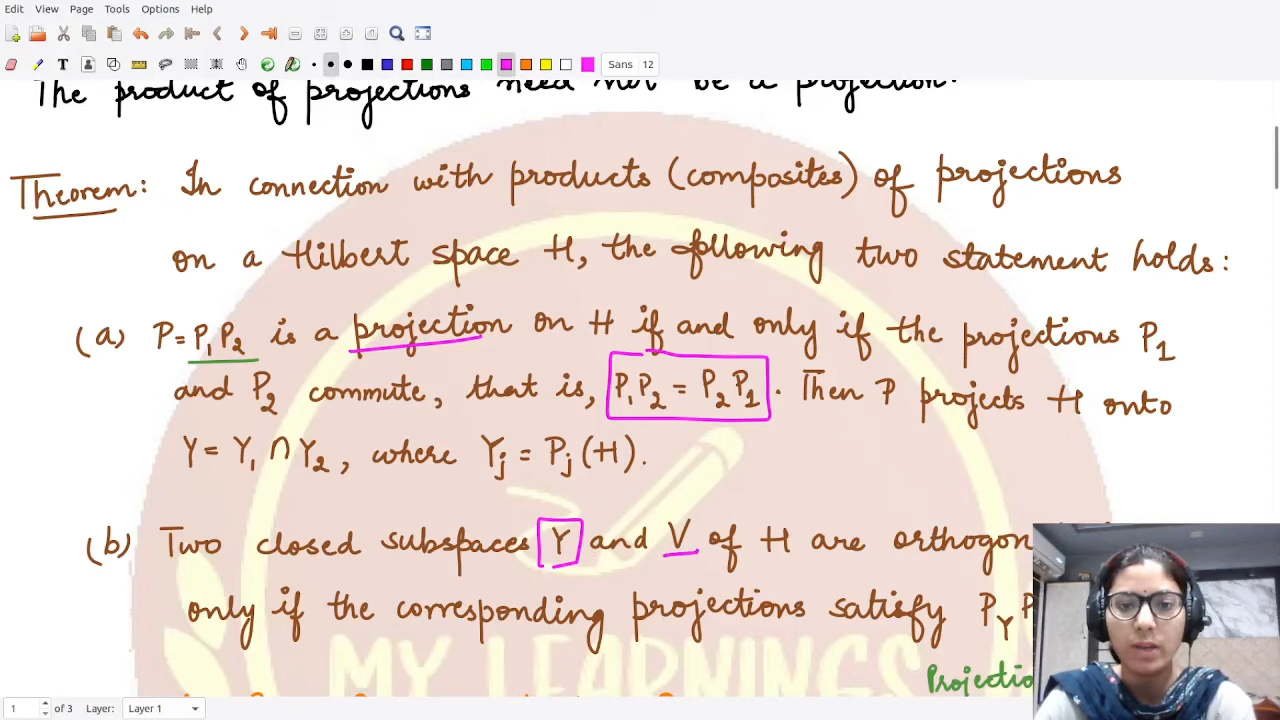 Edit View Page Tools Options Help
Sans 12
The product of projections need not be a projection.
Theorem: In connection with products (composites) of projections
on a Hilbert space H, the following two statement holds:
(a) P = P₁P₂ is a projection on H if and only if the projections P₁
and P₂ commute, that is, P₁P₂ = P₂P₁. Then P projects H onto
Y = Y₁ ∩ Y₂, where Yⱼ = Pⱼ(H).
(b) Two closed subspaces Y and V of H are orthogon
only if the corresponding projections satisfy P_Y P
Projectio
MY LEARNINGS
1 of 3 Layer: Layer 1